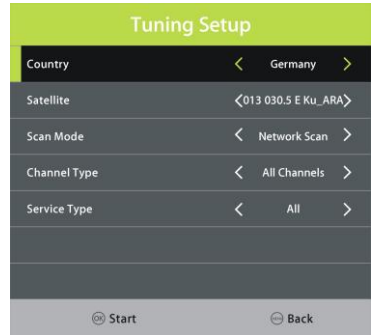 Tuning Setup
Country < Germany >
Satellite <013 030.5 E Ku_ARA>
Scan Mode < Network Scan >
Channel Type < All Channels >
Service Type < All >
OK Start Back